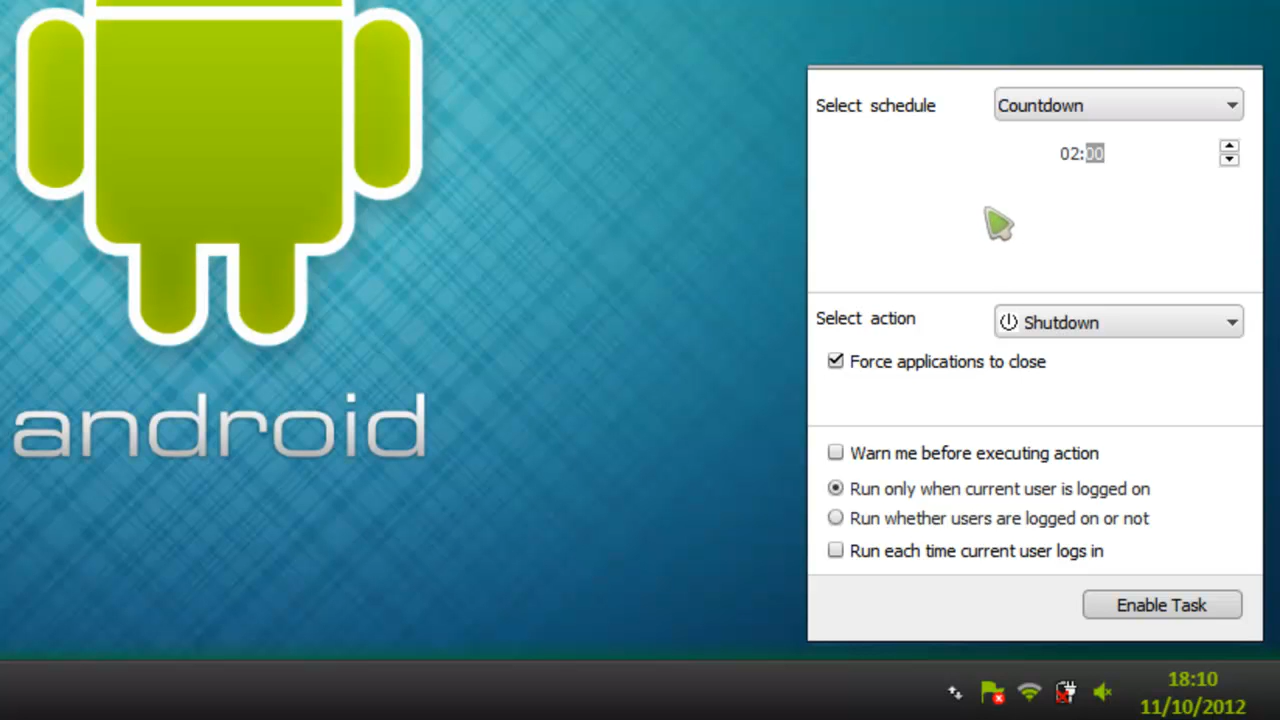 android
Select schedule
Countdown
02:00
Select action
Shutdown
Force applications to close
Warn me before executing action
Run only when current user is logged on
Run whether users are logged on or not
Run each time current user logs in
Enable Task
18:10
11/10/2012